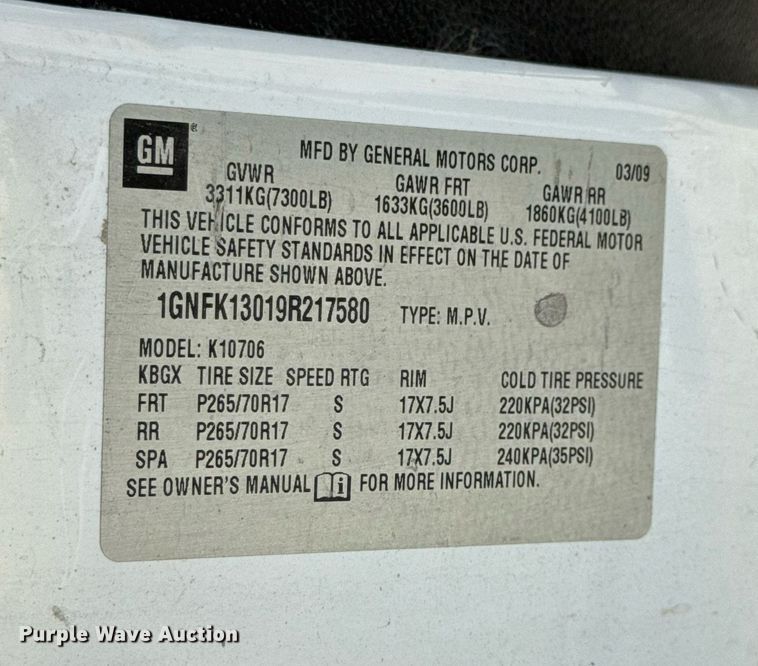 GM ®
MFD BY GENERAL MOTORS CORP. 03/09
GVWR GAWR FRT GAWR RR
3311KG(7300LB) 1633KG(3600LB) 1860KG(4100LB)
THIS VEHICLE CONFORMS TO ALL APPLICABLE U.S. FEDERAL MOTOR
VEHICLE SAFETY STANDARDS IN EFFECT ON THE DATE OF
MANUFACTURE SHOWN ABOVE.
1GNFK13019R217580 TYPE: M.P.V.
MODEL: K10706
KBGX TIRE SIZE SPEED RTG RIM COLD TIRE PRESSURE
FRT P265/70R17 S 17X7.5J 220KPA(32PSI)
RR P265/70R17 S 17X7.5J 220KPA(32PSI)
SPA P265/70R17 S 17X7.5J 240KPA(35PSI)
SEE OWNER'S MANUAL i FOR MORE INFORMATION.
Purple Wave Auction